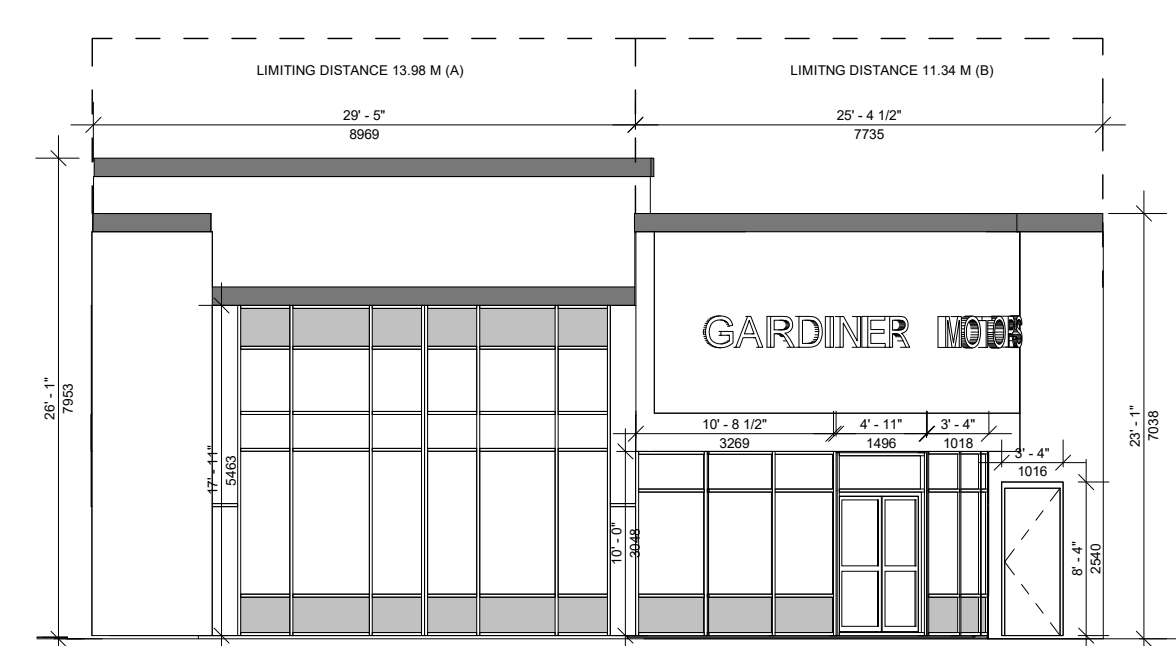 LIMITING DISTANCE 13.98 M (A)
LIMITNG DISTANCE 11.34 M (B)
29' - 5"
8969
25' - 4 1/2"
7735
GARDINER MOTORS
26' - 1"
7953
23' - 1"
7038
17' - 11"
5463
10' - 8 1/2"
3269
4' - 11"
1496
3' - 4"
1018
3' - 4"
1016
10' - 0"
3048
8' - 4"
2540